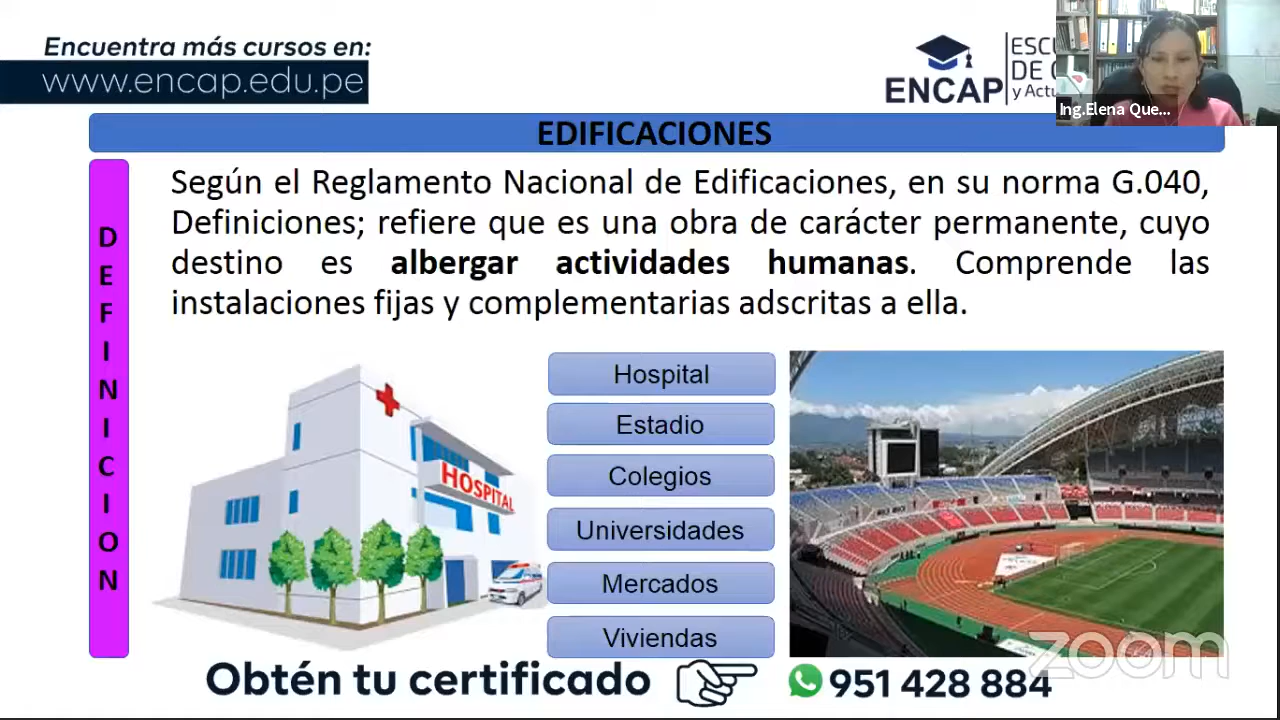 Encuentra más cursos en:
www.encap.edu.pe
ENCAP
y
Ing.Elena Que...
EDIFICACIONES
DEFINICION
Según el Reglamento Nacional de Edificaciones, en su norma G.040,
Definiciones; refiere que es una obra de carácter permanente, cuyo
destino es albergar actividades humanas. Comprende las
instalaciones fijas y complementarias adscritas a ella.
HOSPITAL
Hospital
Estadio
Colegios
Universidades
Mercados
Viviendas
zoom
Obtén tu certificado
951 428 884